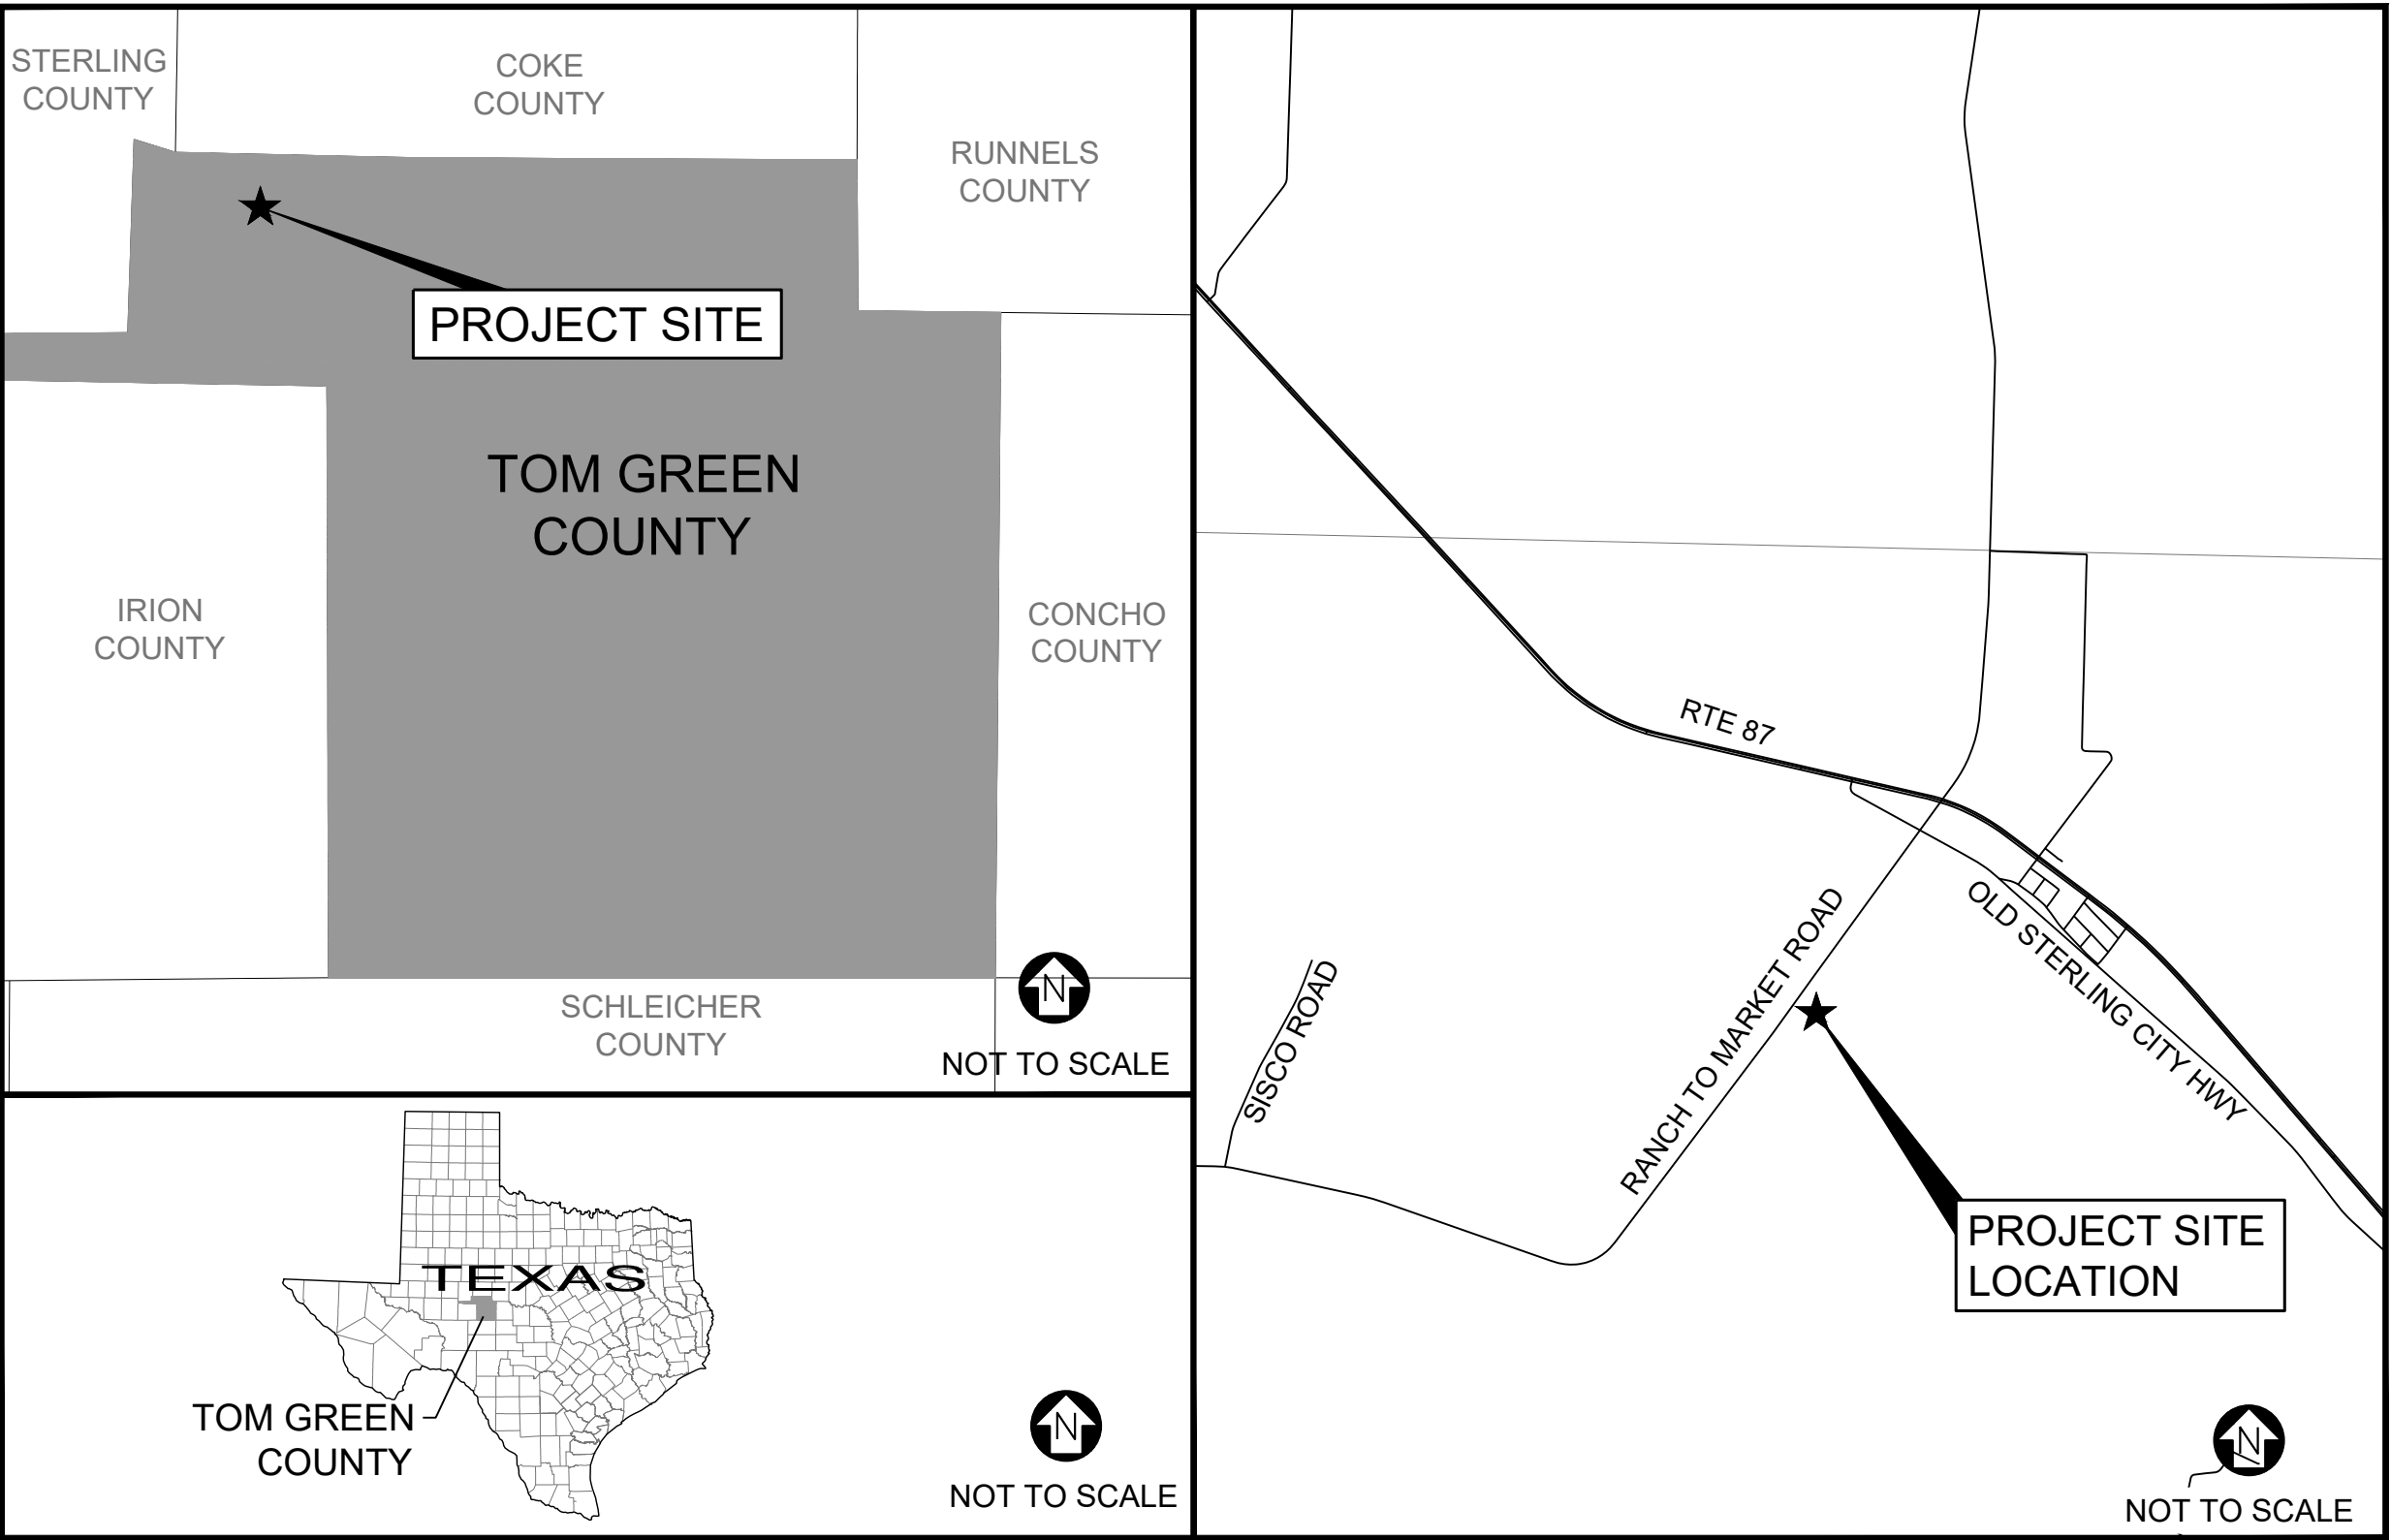 STERLING
COUNTY
COKE
COUNTY
RUNNELS
COUNTY
PROJECT SITE
TOM GREEN
COUNTY
IRION
COUNTY
CONCHO
COUNTY
SCHLEICHER
COUNTY
N
NOT TO SCALE
TEXAS
TOM GREEN
COUNTY
N
NOT TO SCALE
RTE 87
OLD STERLING CITY HWY
RANCH TO MARKET ROAD
SISCO ROAD
PROJECT SITE
LOCATION
N
NOT TO SCALE